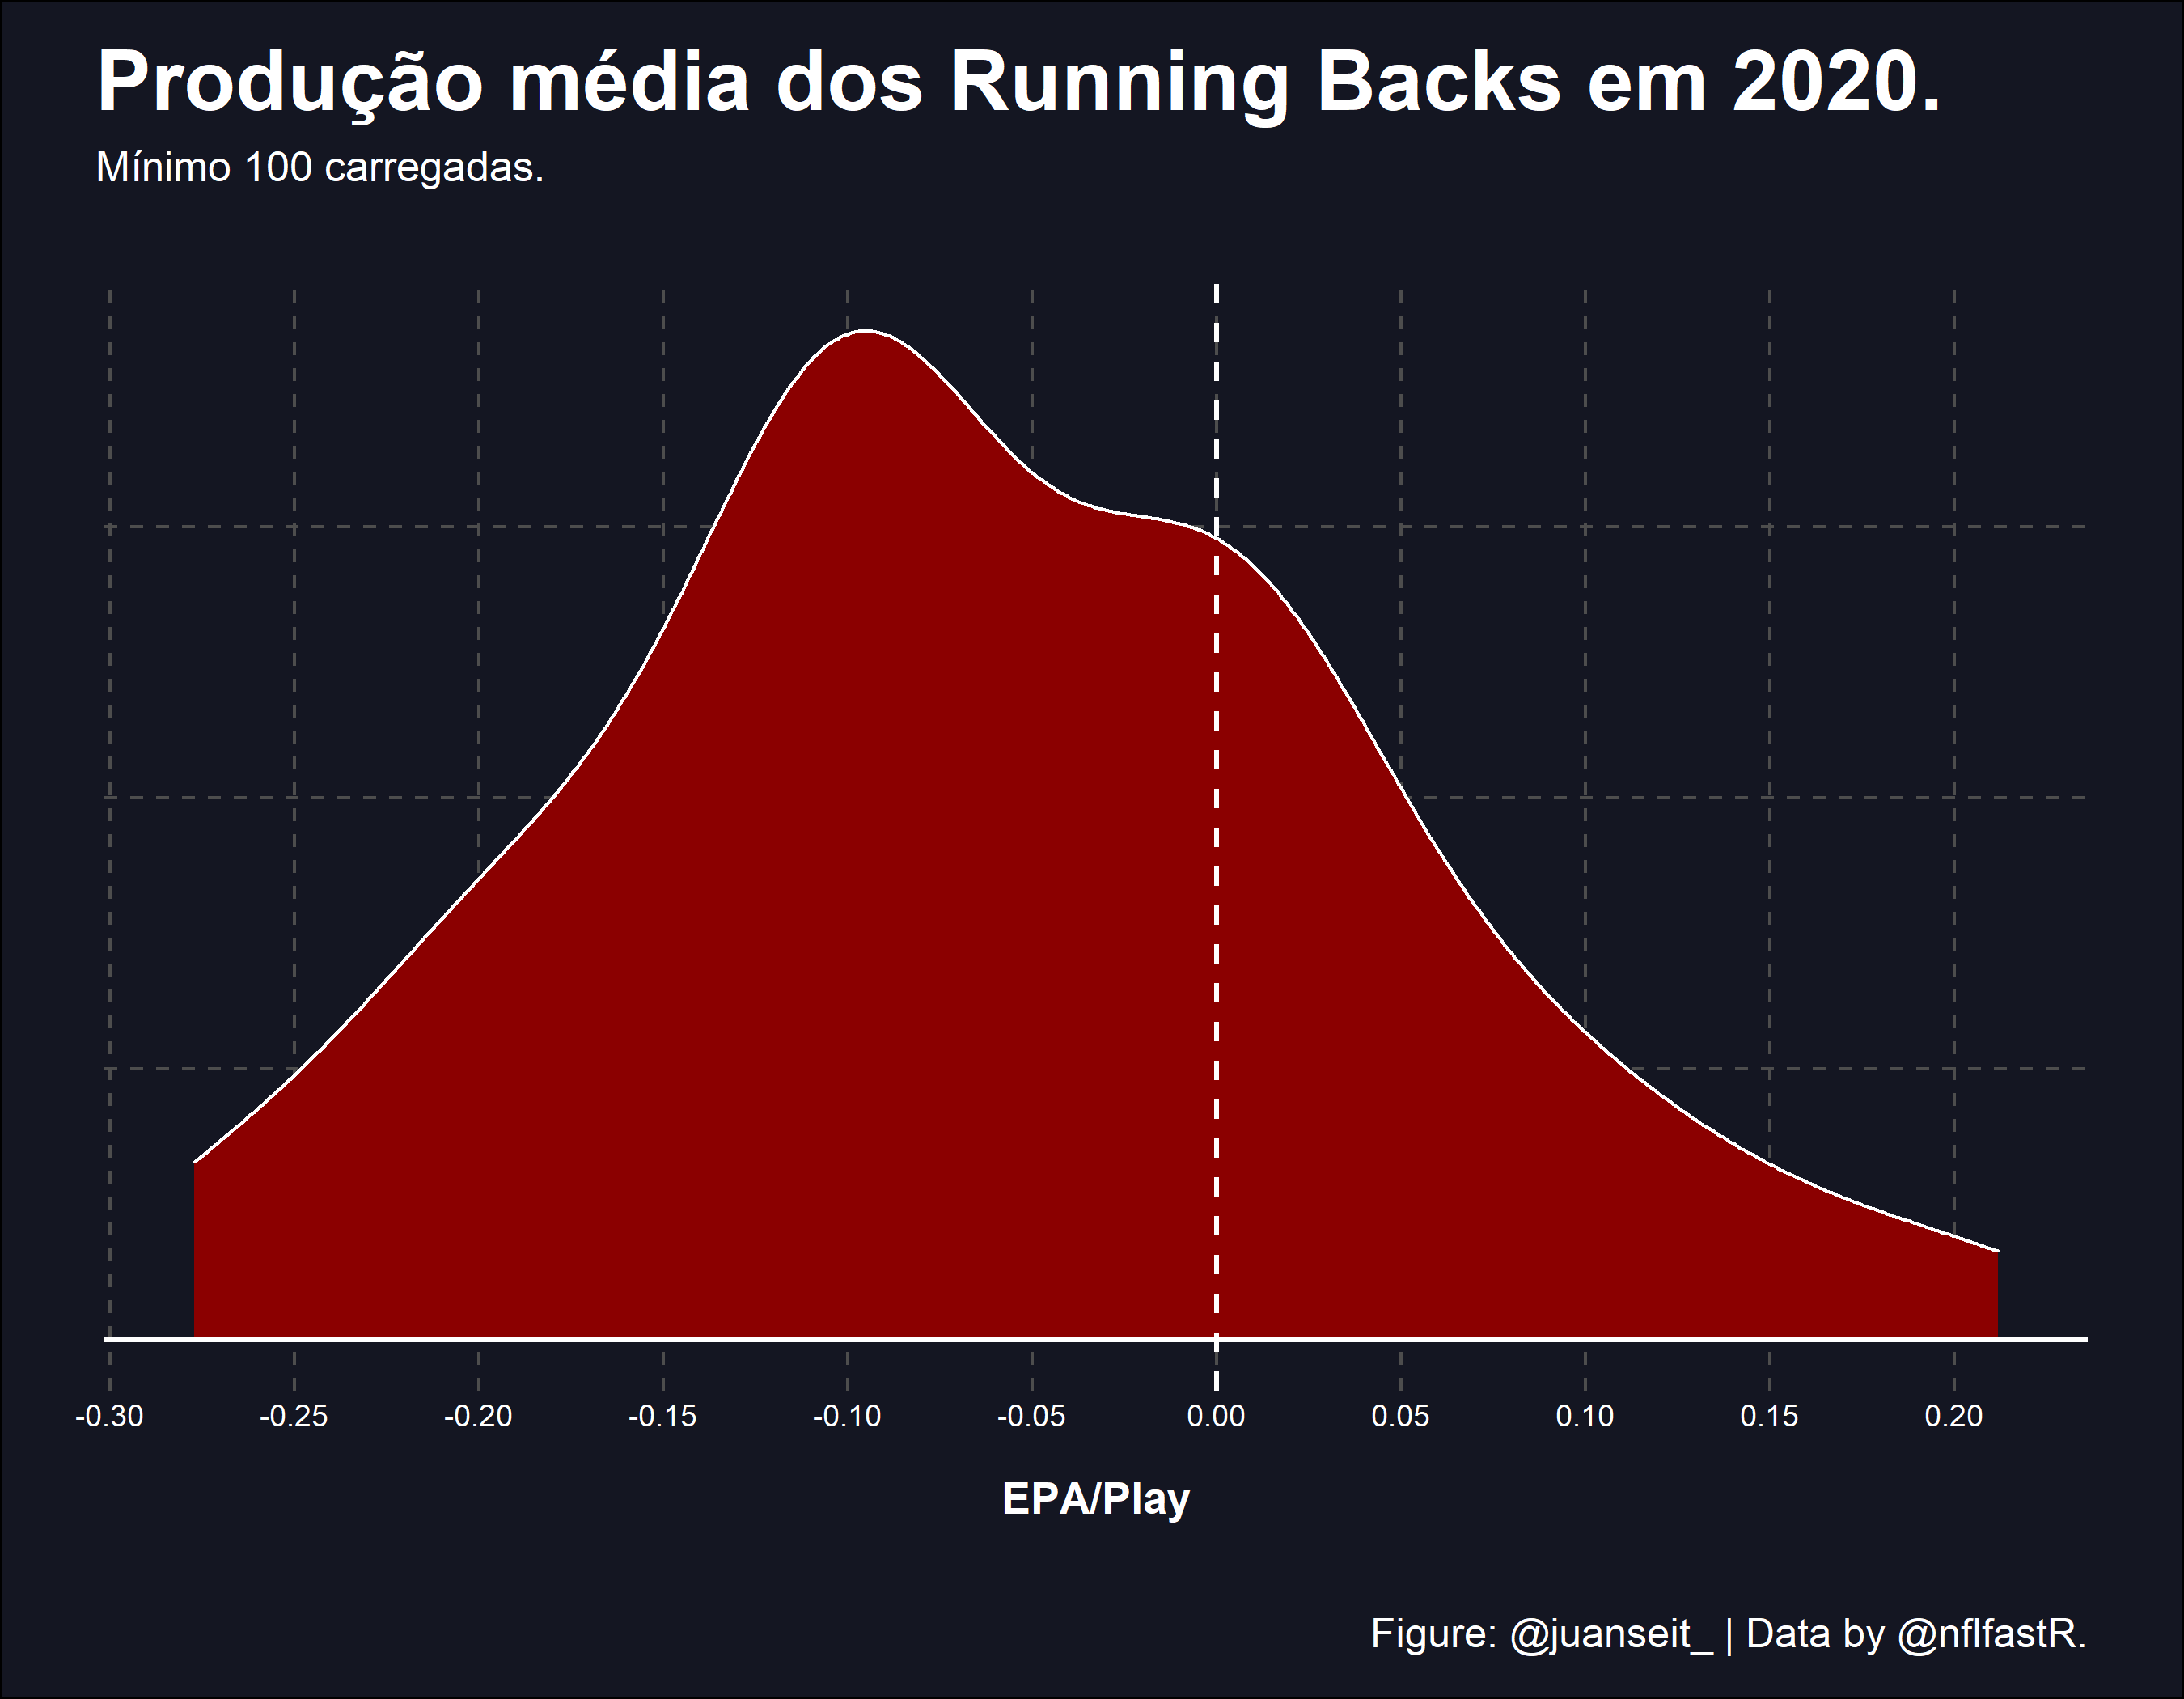 Produção média dos Running Backs em 2020.
Mínimo 100 carregadas.
-0.30 -0.25 -0.20 -0.15 -0.10 -0.05 0.00 0.05 0.10 0.15 0.20
EPA/Play
Figure: @juanseit_ | Data by @nflfastR.